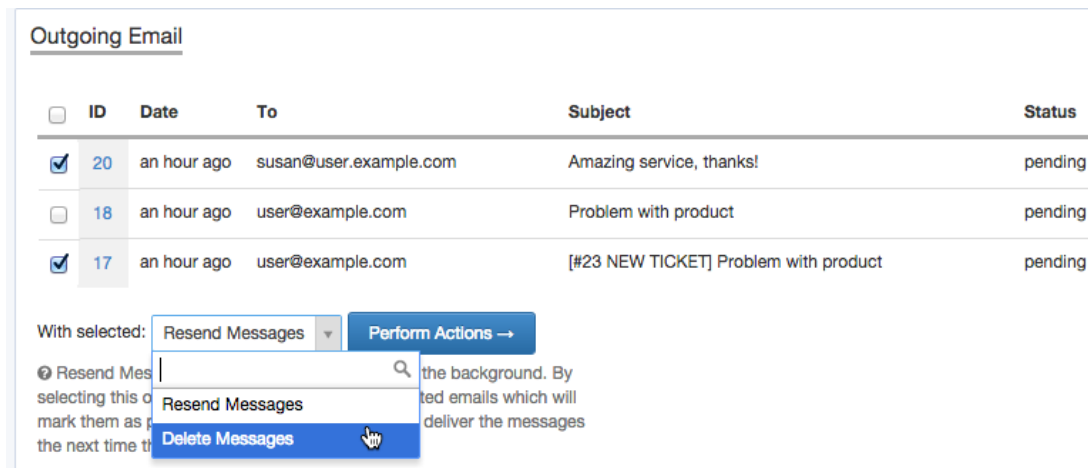 Outgoing Email
ID Date To Subject Status
20 an hour ago susan@user.example.com Amazing service, thanks! pending
18 an hour ago user@example.com Problem with product pending
17 an hour ago user@example.com [#23 NEW TICKET] Problem with product pending
With selected: Resend Messages Perform Actions →
Resend Mes the background. By
selecting this o ted emails which will
Resend Messages
mark them as p deliver the messages
Delete Messages
the next time th